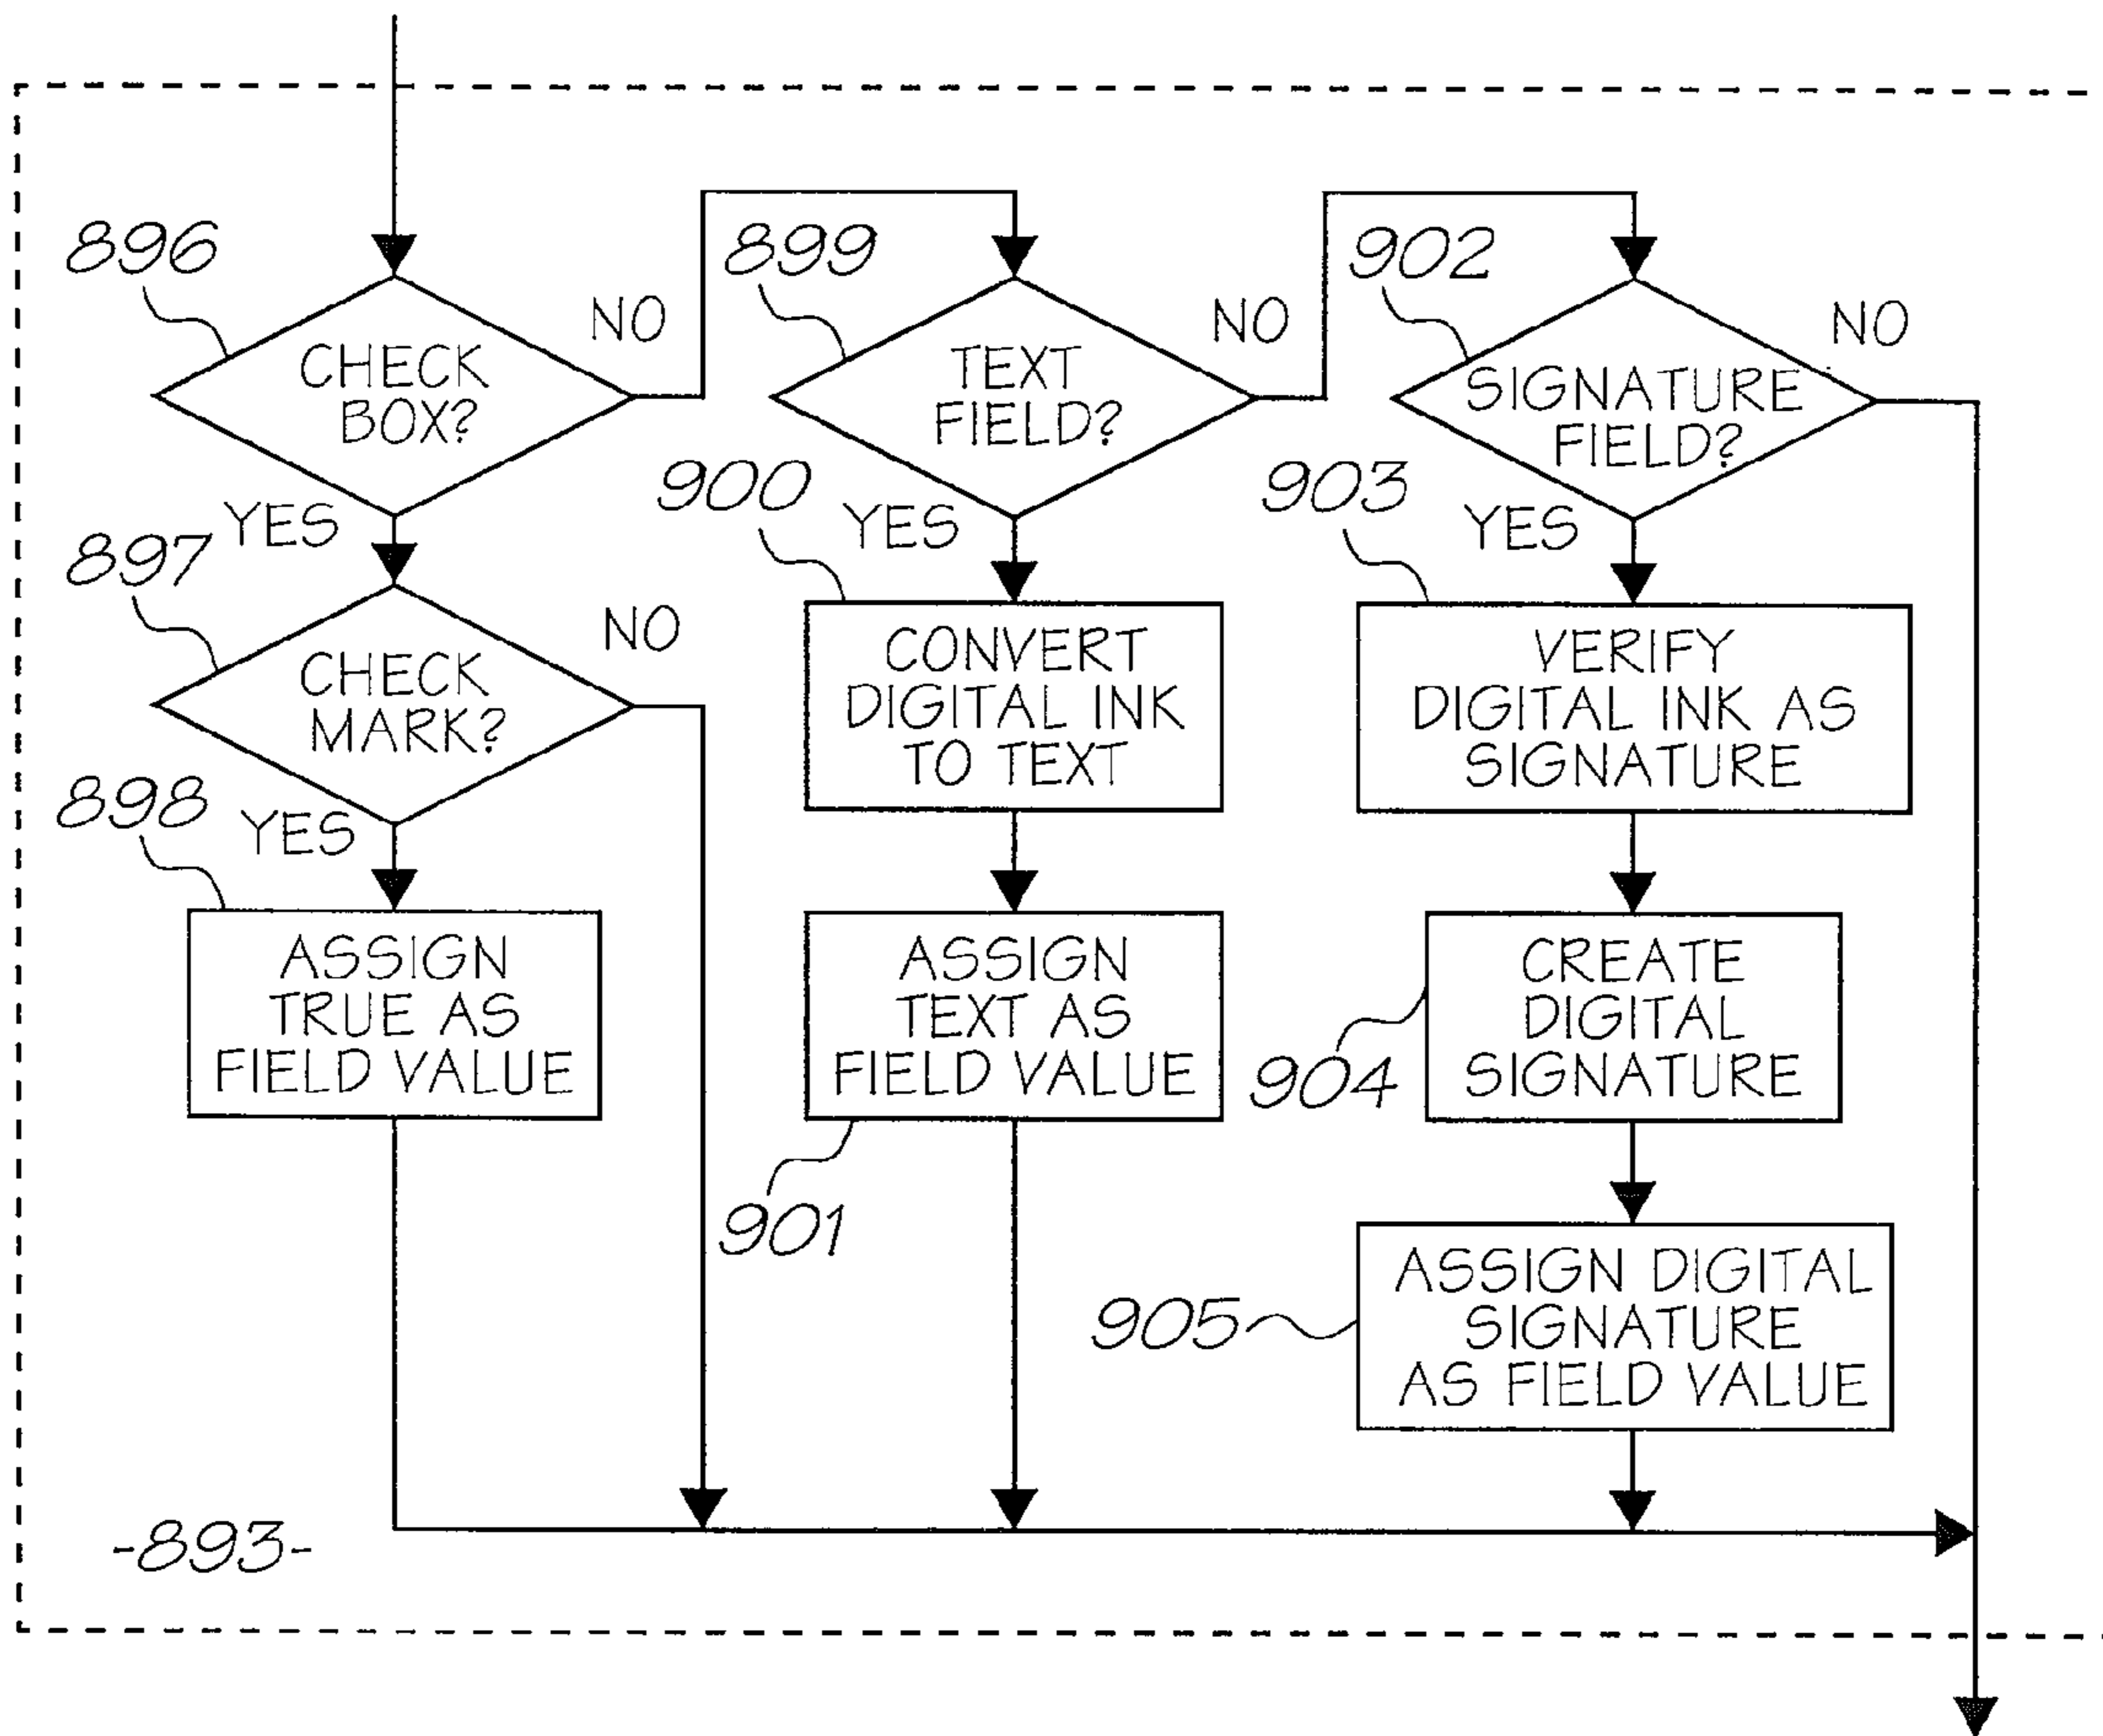 896
CHECK
BOX?
NO
YES
897
CHECK
MARK?
NO
YES
898
ASSIGN
TRUE AS
FIELD VALUE
899
TEXT
FIELD?
NO
YES
900
CONVERT
DIGITAL INK
TO TEXT
ASSIGN
TEXT AS
FIELD VALUE
901
902
SIGNATURE
FIELD?
NO
YES
903
VERIFY
DIGITAL INK AS
SIGNATURE
CREATE
DIGITAL
SIGNATURE
904
ASSIGN DIGITAL
SIGNATURE
AS FIELD VALUE
905
-893-